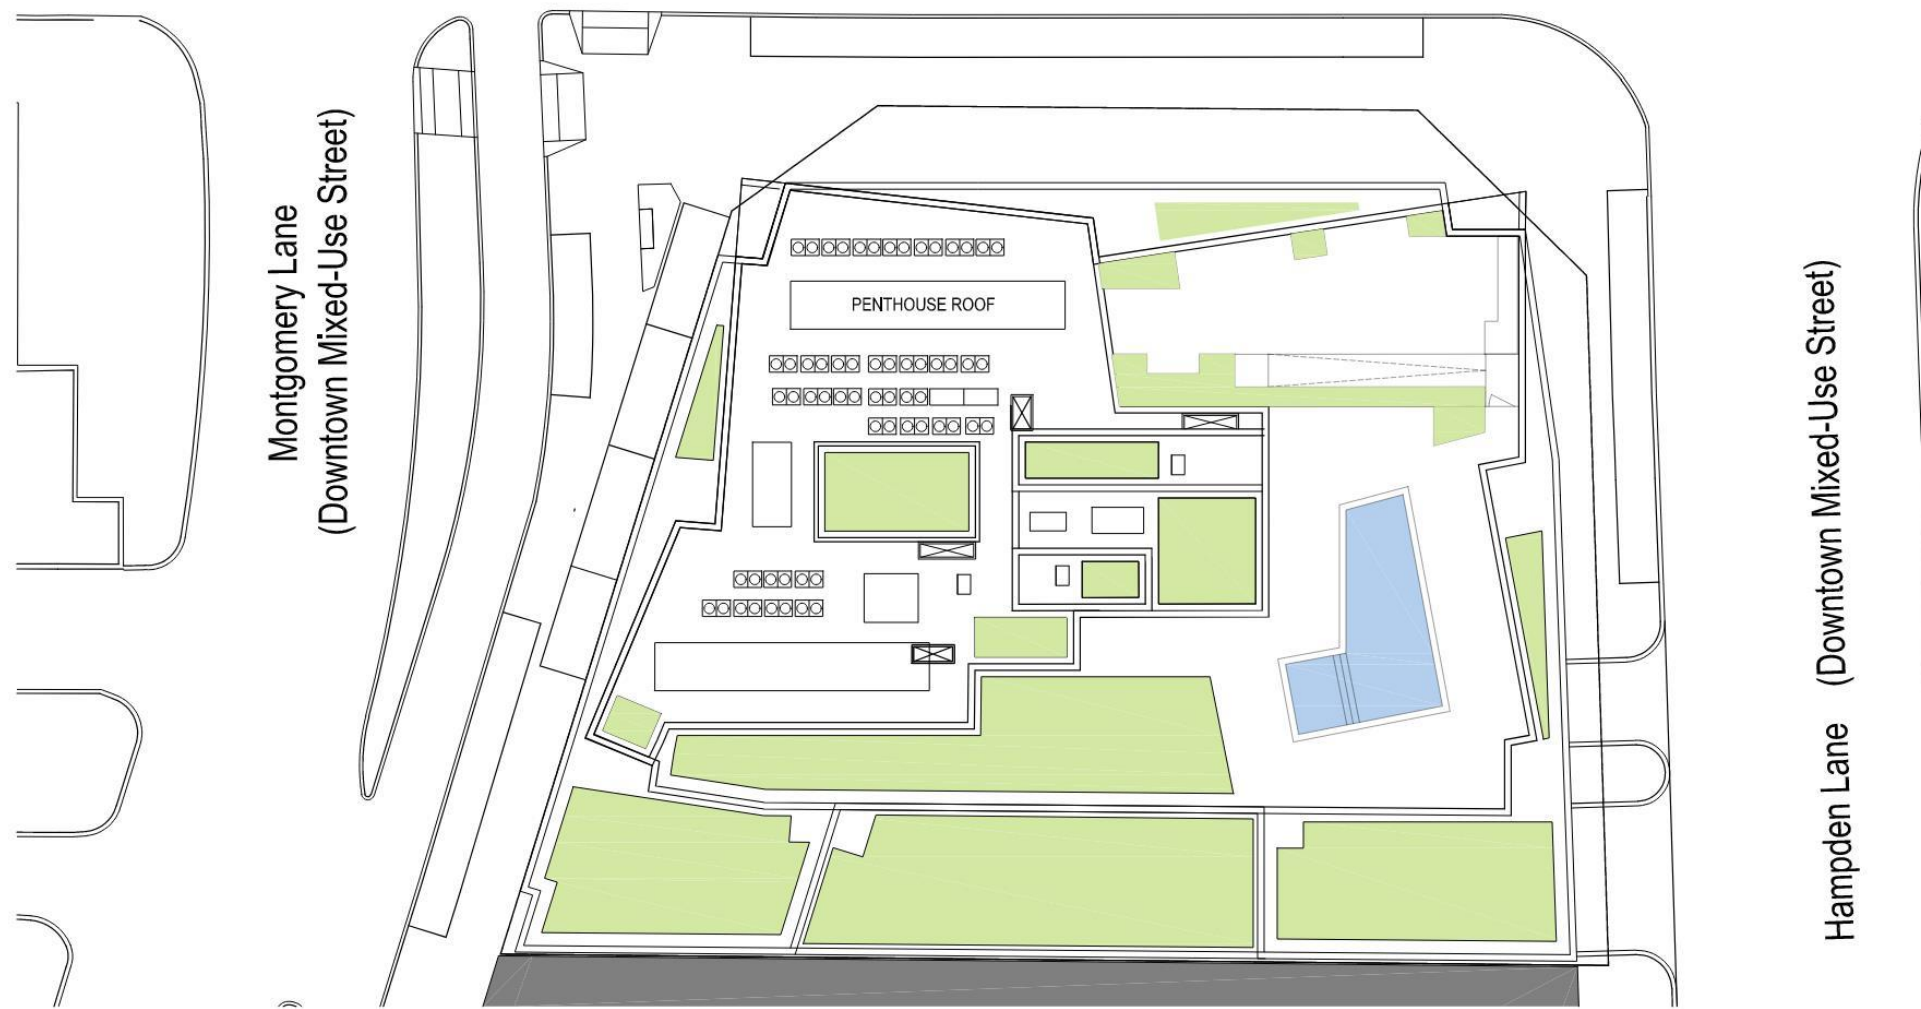 Montgomery Lane
(Downtown Mixed-Use Street)
PENTHOUSE ROOF
Hampden Lane (Downtown Mixed-Use Street)